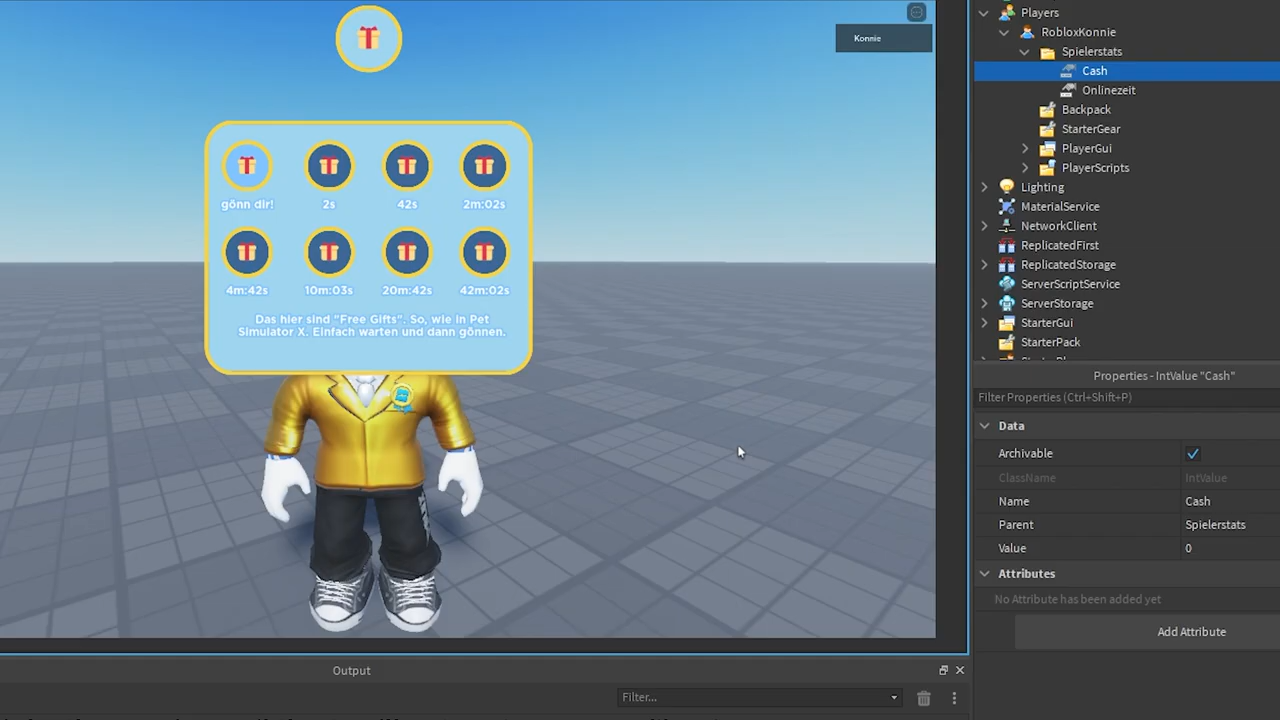 Konnie
gönn dir!
2s
42s
2m:02s
4m:42s
10m:03s
20m:42s
42m:02s
Das hier sind "Free Gifts". So, wie in Pet
Simulator X. Einfach warten und dann gönnen.
Players
RobloxKonnie
Spielerstats
Cash
Onlinezeit
Backpack
StarterGear
PlayerGui
PlayerScripts
Lighting
MaterialService
NetworkClient
ReplicatedFirst
ReplicatedStorage
ServerScriptService
ServerStorage
StarterGui
StarterPack
Properties - IntValue "Cash"
Filter Properties (Ctrl+Shift+P)
Data
Archivable
ClassName IntValue
Name Cash
Parent Spielerstats
Value 0
Attributes
No Attribute has been added yet
Add Attribute
Output
Filter...